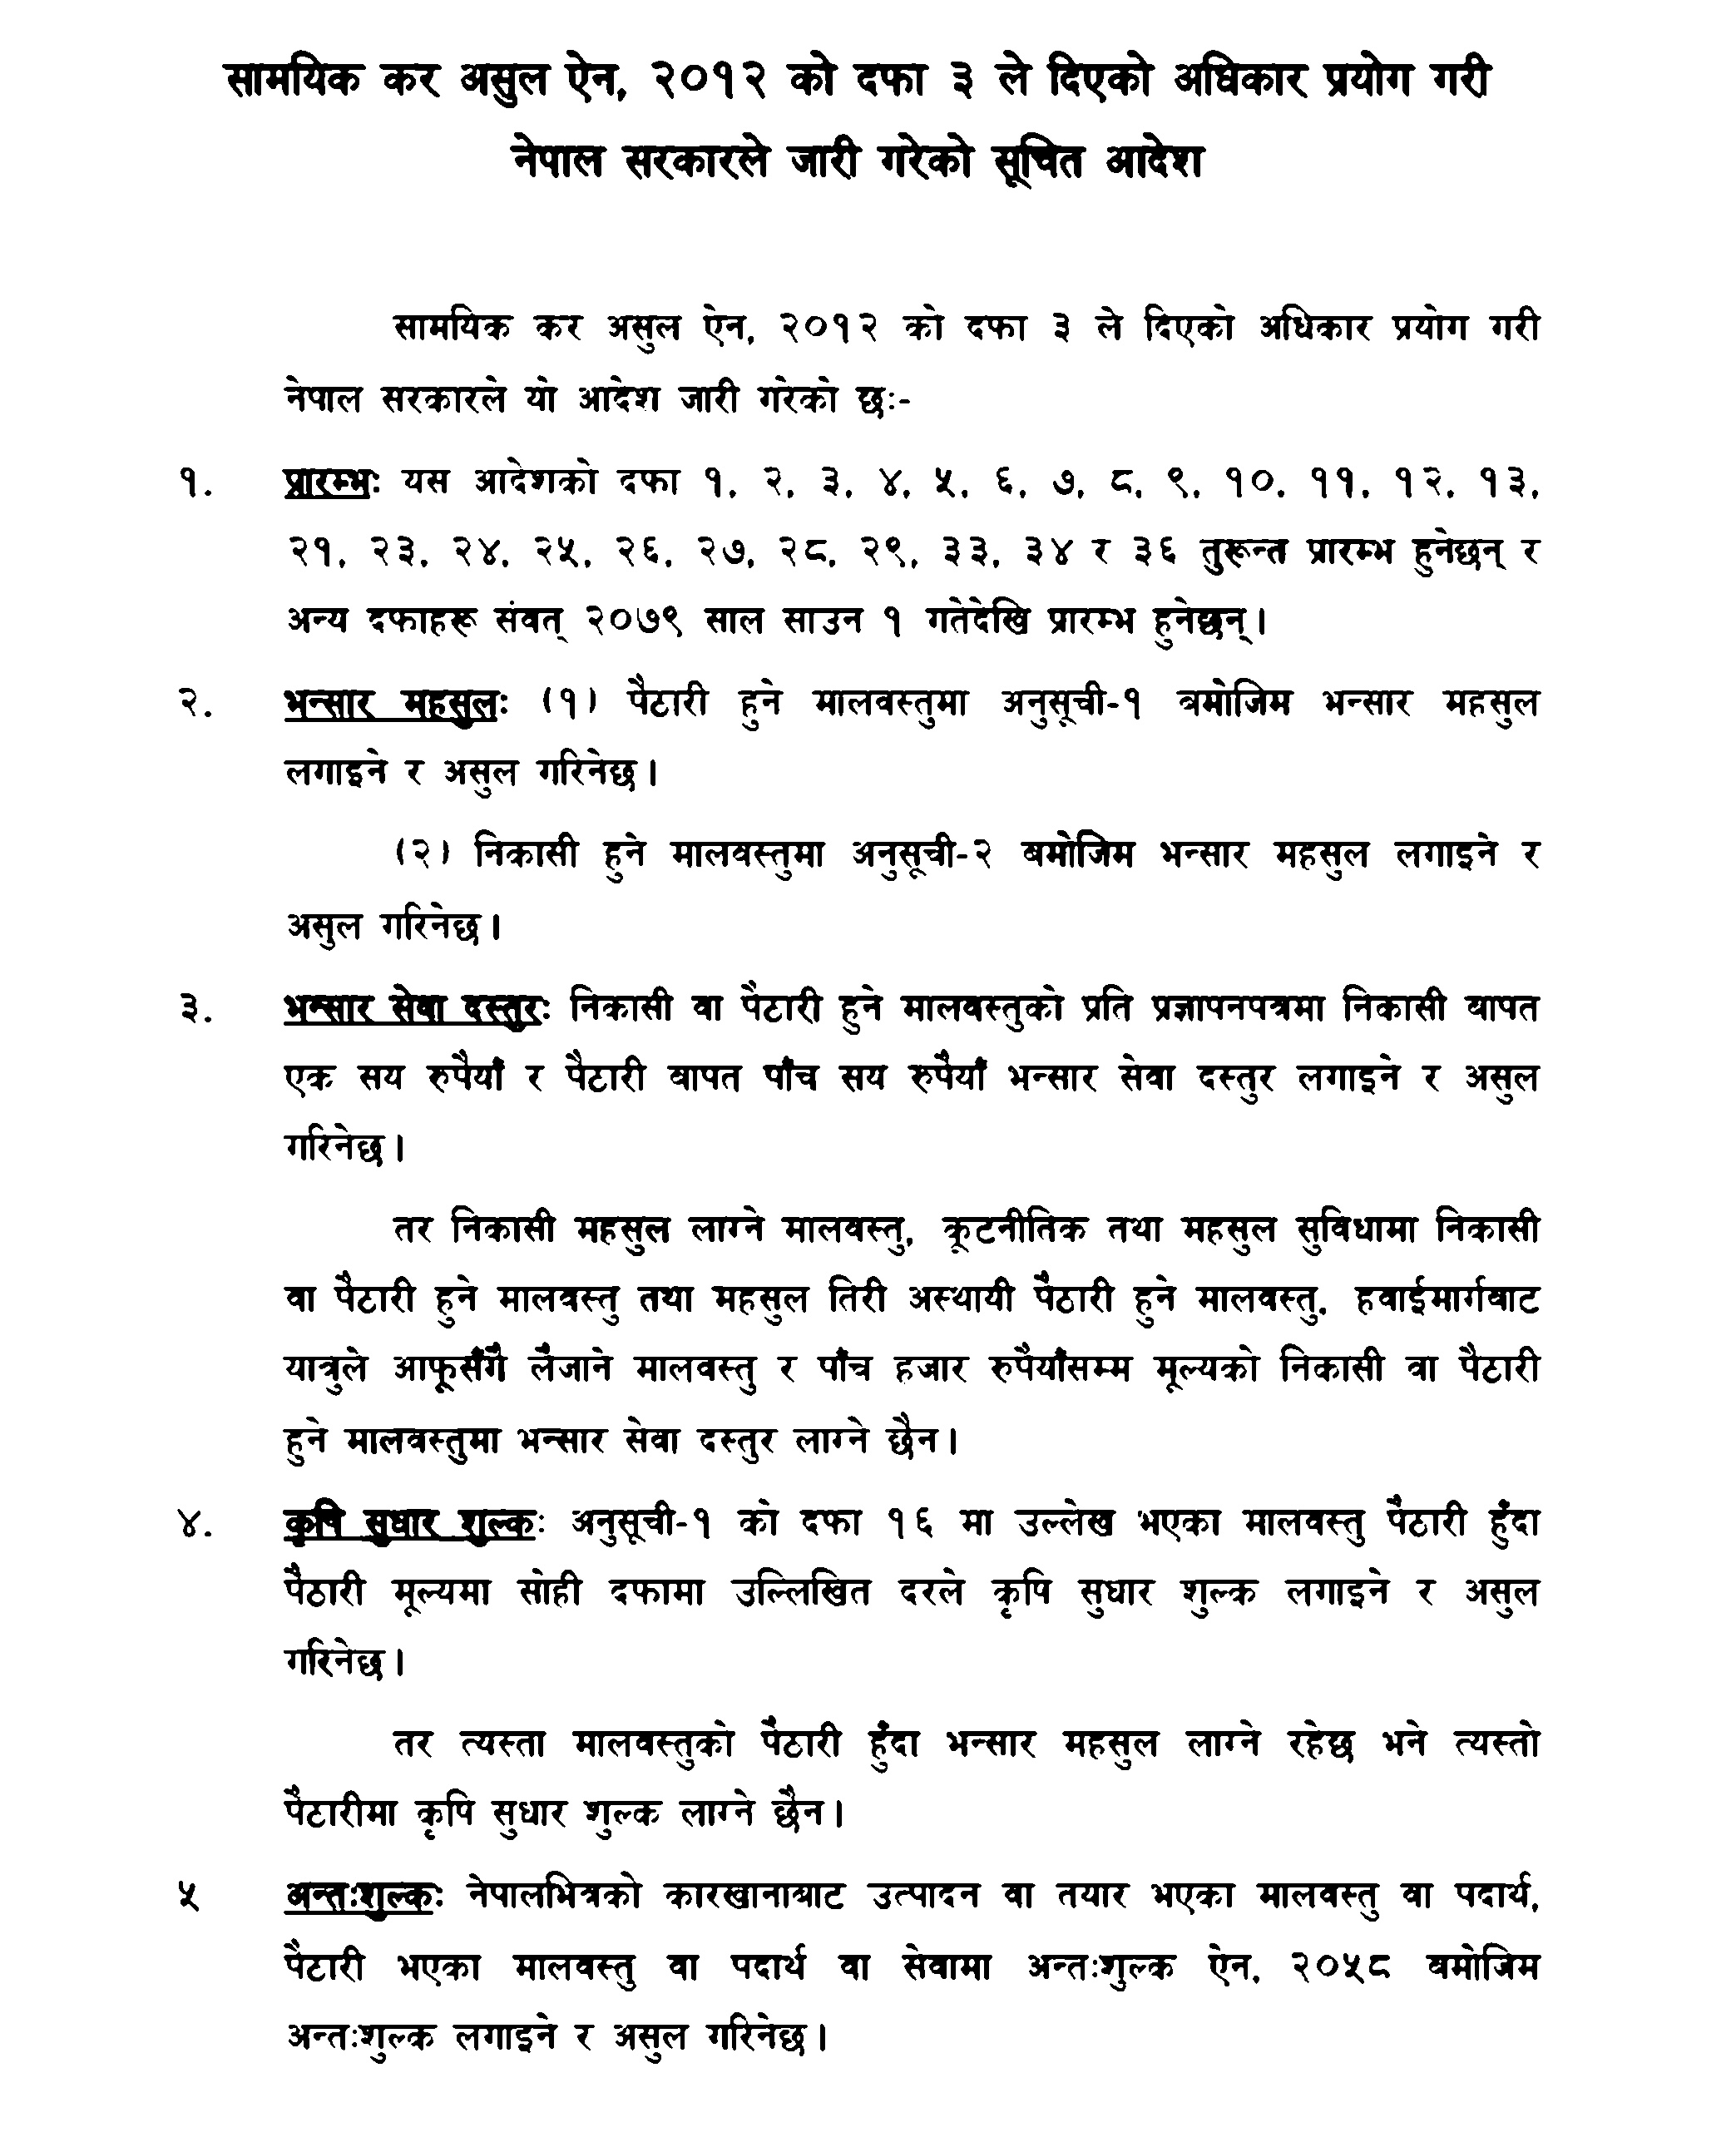 सामयिक कर असुल ऐन, २०१२ को दफा ३ ले दिएको अधिकार प्रयोग गरी
नेपाल सरकारले जारी गरेको सूचित आदेश
सामयिक कर असुल ऐन, २०१२ को दफा ३ ले दिएको अधिकार प्रयोग गरी
नेपाल सरकारले यो आदेश जारी गरेको छः-
१. प्रारम्भः यस आदेशको दफा १, २, ३, ४, ५, ६, ७, ८, ९, १०, ११, १२, १३,
२१, २३, २४, २५, २६, २७, २८, २९, ३३, ३४ र ३६ तुरून्त प्रारम्भ हुनेछन् र
अन्य दफाहरू संवत् २०७९ साल साउन १ गतेदेखि प्रारम्भ हुनेछन्।
२. भन्सार महसुलः (१) पैठारी हुने मालवस्तुमा अनुसूची-१ बमोजिम भन्सार महसुल
लगाइने र असुल गरिनेछ।
(२) निकासी हुने मालवस्तुमा अनुसूची-२ बमोजिम भन्सार महसुल लगाइने र
असुल गरिनेछ।
३. भन्सार सेवा दस्तुरः निकासी वा पैठारी हुने मालवस्तुको प्रति प्रज्ञापनपत्रमा निकासी बापत
एक सय रुपैयाँ र पैठारी बापत पाँच सय रुपैयाँ भन्सार सेवा दस्तुर लगाइने र असुल
गरिनेछ।
तर निकासी महसुल लाग्ने मालवस्तु, कूटनीतिक तथा महसुल सुविधामा निकासी
वा पैठारी हुने मालवस्तु तथा महसुल तिरी अस्थायी पैठारी हुने मालवस्तु, हवाईमार्गबाट
यात्रुले आफूसँगै लैजाने मालवस्तु र पाँच हजार रुपैयाँसम्म मूल्यको निकासी वा पैठारी
हुने मालवस्तुमा भन्सार सेवा दस्तुर लाग्ने छैन।
४. कृषि सुधार शुल्कः अनुसूची-१ को दफा १६ मा उल्लेख भएका मालवस्तु पैठारी हुँदा
पैठारी मूल्यमा सोही दफामा उल्लिखित दरले कृषि सुधार शुल्क लगाइने र असुल
गरिनेछ।
तर त्यस्ता मालवस्तुको पैठारी हुँदा भन्सार महसुल लाग्ने रहेछ भने त्यस्तो
पैठारीमा कृषि सुधार शुल्क लाग्ने छैन।
५ अन्तःशुल्कः नेपालभित्रको कारखानाबाट उत्पादन वा तयार भएका मालवस्तु वा पदार्थ,
पैठारी भएका मालवस्तु वा पदार्थ वा सेवामा अन्तःशुल्क ऐन, २०५८ बमोजिम
अन्तःशुल्क लगाइने र असुल गरिनेछ।